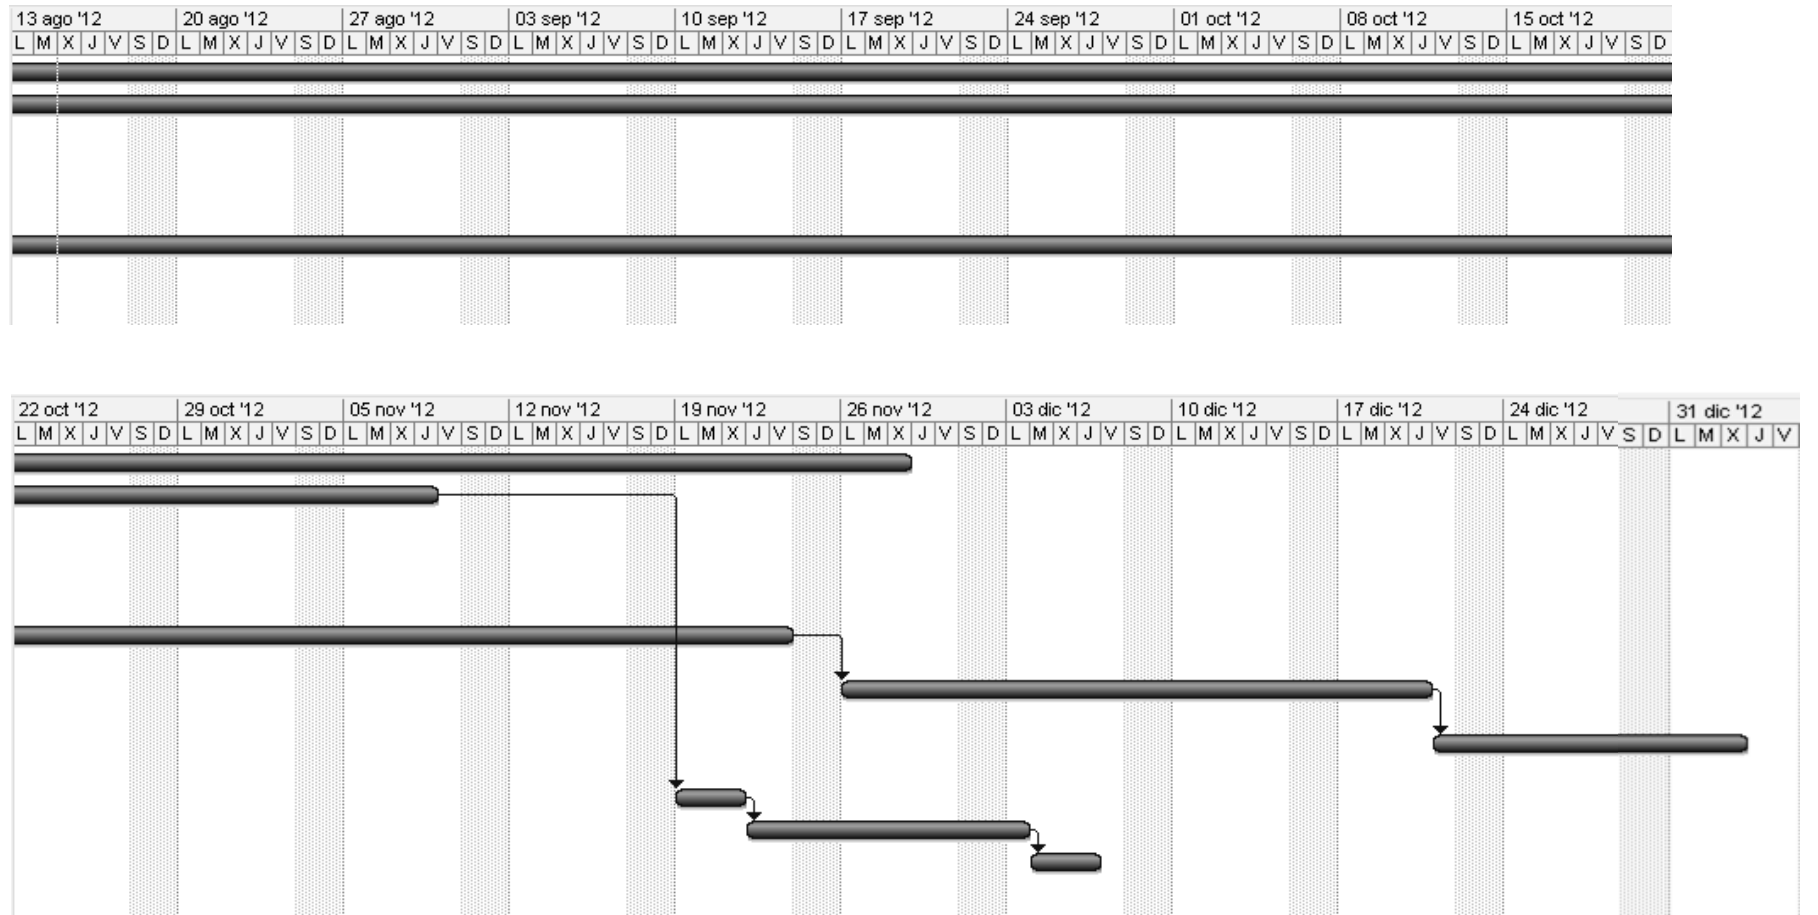 13 ago '12 20 ago '12 27 ago '12 03 sep '12 10 sep '12 17 sep '12 24 sep '12 01 oct '12 08 oct '12 15 oct '12
L M X J V S D L M X J V S D L M X J V S D L M X J V S D L M X J V S D L M X J V S D L M X J V S D L M X J V S D L M X J V S D L M X J V S D
22 oct '12 29 oct '12 05 nov '12 12 nov '12 19 nov '12 26 nov '12 03 dic '12 10 dic '12 17 dic '12 24 dic '12 31 dic '12
L M X J V S D L M X J V S D L M X J V S D L M X J V S D L M X J V S D L M X J V S D L M X J V S D L M X J V S D L M X J V S D L M X J V S D L M X J V